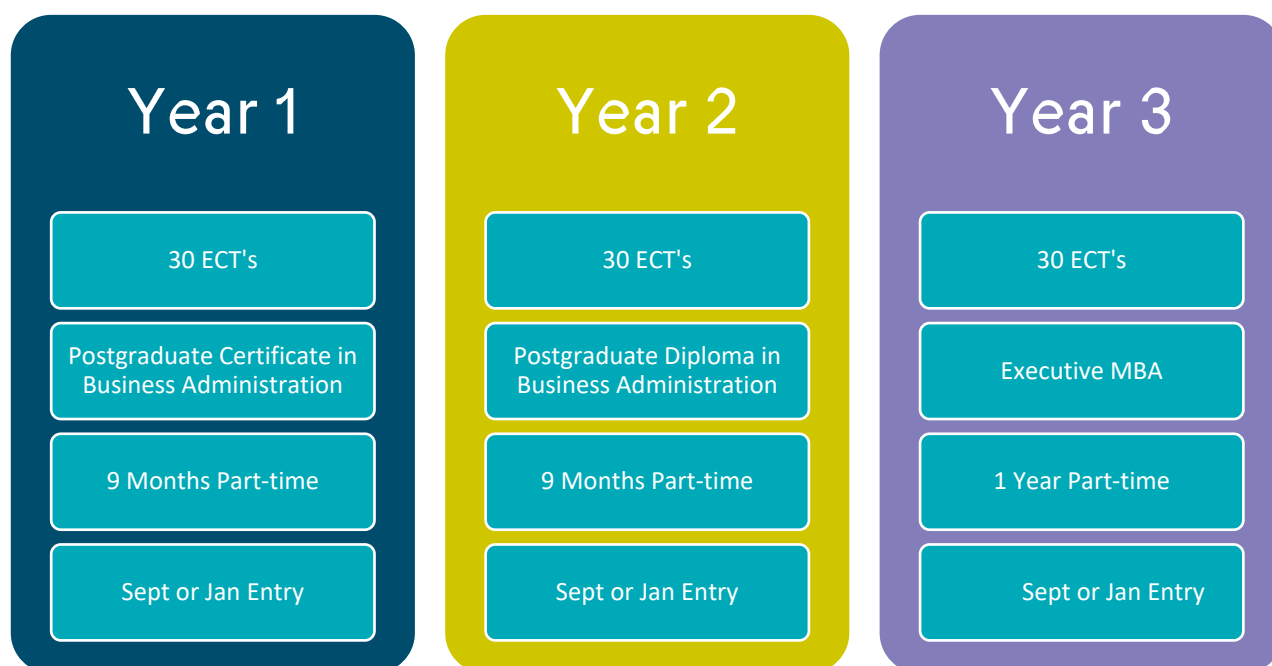 Year 1
30 ECT's
Postgraduate Certificate in
Business Administration
9 Months Part-time
Sept or Jan Entry
Year 2
30 ECT's
Postgraduate Diploma in
Business Administration
9 Months Part-time
Sept or Jan Entry
Year 3
30 ECT's
Executive MBA
1 Year Part-time
Sept or Jan Entry